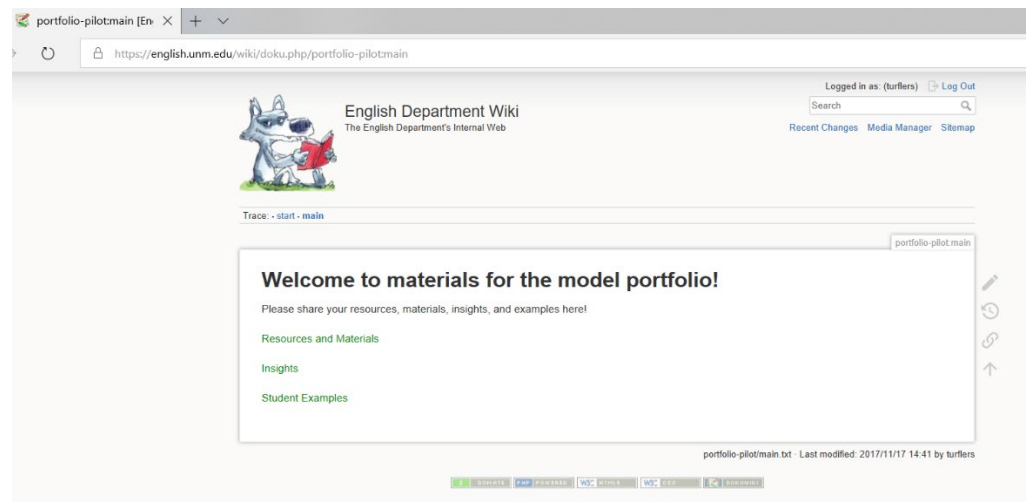 portfolio-pilot:main [En
https://english.unm.edu/wiki/doku.php/portfolio-pilot:main
Logged in as: (turflers) Log Out
English Department Wiki
The English Department's Internal Web
Search
Recent Changes Media Manager Sitemap
Trace: • start • main
portfolio-pilot:main
Welcome to materials for the model portfolio!
Please share your resources, materials, insights, and examples here!
Resources and Materials
Insights
Student Examples
portfolio-pilot/main.txt · Last modified: 2017/11/17 14:41 by turflers
$ DONATE PHP POWERED W3C HTML5 W3C CSS DOKUWIKI